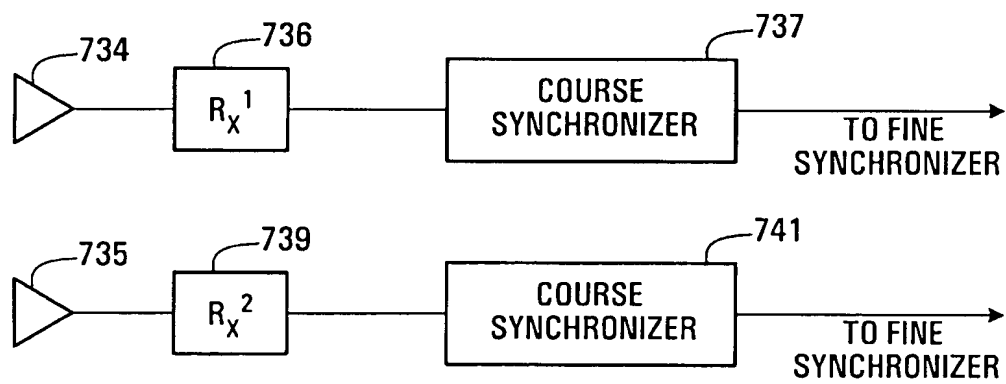 734
736
737
Rx1
COURSE
SYNCHRONIZER
TO FINE
SYNCHRONIZER
735
739
741
Rx2
COURSE
SYNCHRONIZER
TO FINE
SYNCHRONIZER